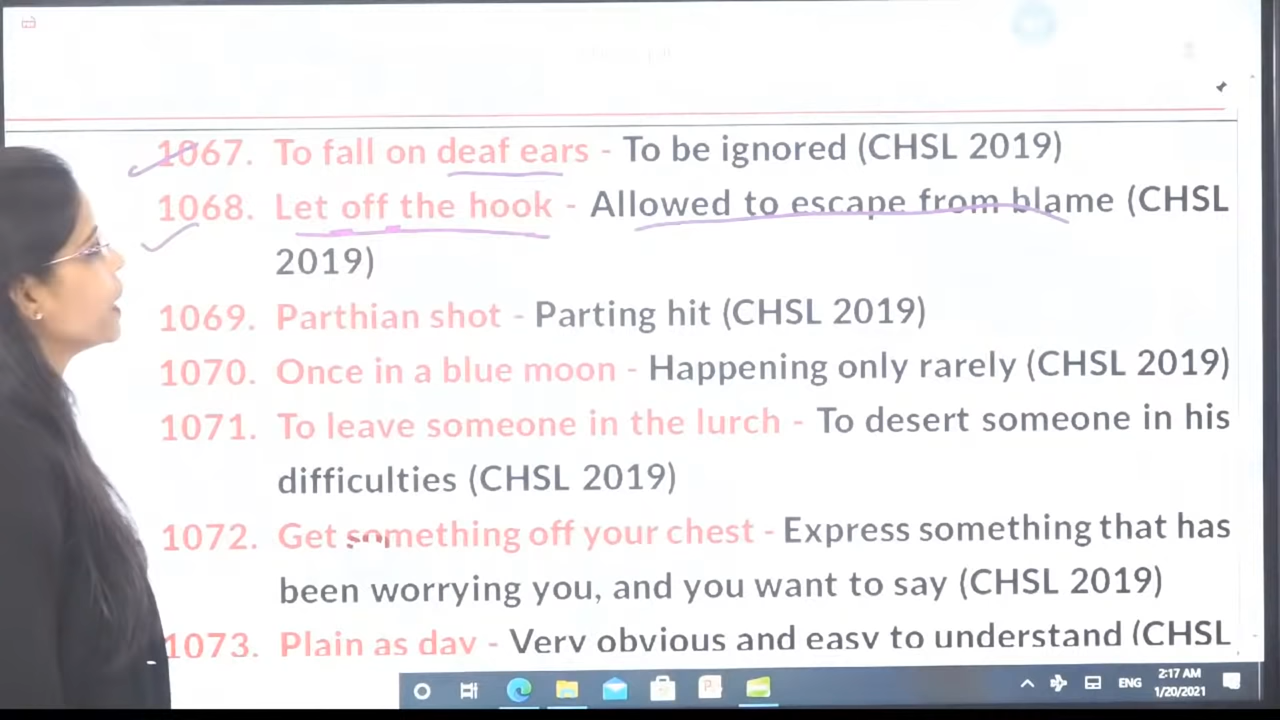 1067. To fall on deaf ears - To be ignored (CHSL 2019)
1068. Let off the hook - Allowed to escape from blame (CHSL
2019)
1069. Parthian shot - Parting hit (CHSL 2019)
1070. Once in a blue moon - Happening only rarely (CHSL 2019)
1071. To leave someone in the lurch - To desert someone in his
difficulties (CHSL 2019)
1072. Get something off your chest - Express something that has
been worrying you, and you want to say (CHSL 2019)
1073. Plain as day - Very obvious and easy to understand (CHSL
ENG
2:17 AM
1/20/2021